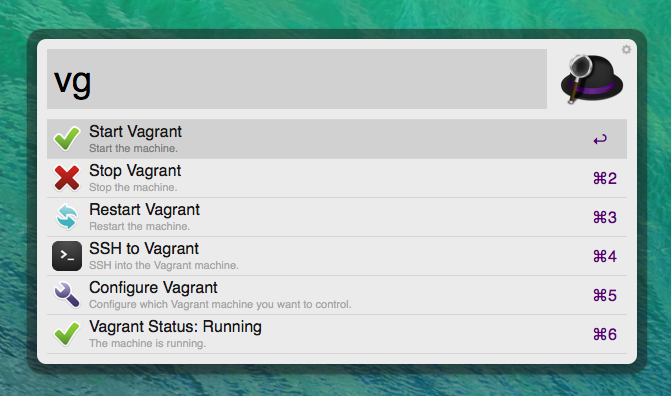 vg
Start Vagrant
Start the machine.
↩
Stop Vagrant
Stop the machine.
⌘2
Restart Vagrant
Restart the machine.
⌘3
SSH to Vagrant
SSH into the Vagrant machine.
⌘4
Configure Vagrant
Configure which Vagrant machine you want to control.
⌘5
Vagrant Status: Running
The machine is running.
⌘6